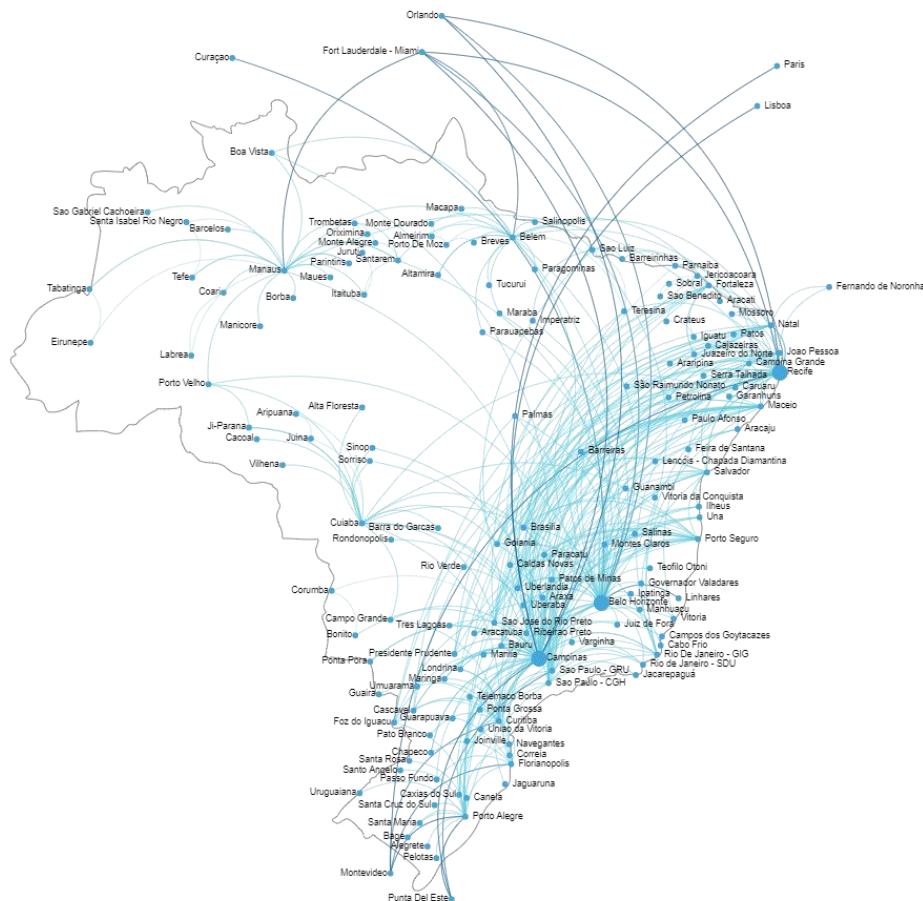 Orlando
Fort Lauderdale - Miami
Curaçao
Paris
Lisboa
Boa Vista
Macapa
Sao Gabriel Cachoeira
Santa Isabel Rio Negro
Barcelos
Trombetas
Monte Dourado
Salinopolis
Oriximina
Almeirim
Monte Alegre
Porto De Moz
Breves
Belem
Juruti
Sao Luiz
Parintins
Santarem
Barreirinhas
Manaus
Maues
Altamira
Paragominas
Parnaiba
Jericoacoara
Tefe
Tucurui
Sobral
Fortaleza
Tabatinga
Coari
Borba
Itaituba
Sao Benedito
Aracati
Fernando de Noronha
Maraba
Teresina
Mossoro
Manicore
Imperatriz
Crateus
Natal
Parauapebas
Iguatu
Patos
Eirunepe
Cajazeiras
Labrea
Juazeiro do Norte
Joao Pessoa
Araripina
Campina Grande
Serra Talhada
Recife
Porto Velho
São Raimundo Nonato
Caruaru
Petrolina
Garanhuns
Maceio
Aripuana
Alta Floresta
Palmas
Paulo Afonso
Ji-Parana
Aracaju
Cacoal
Juina
Sinop
Barreiras
Feira de Santana
Vilhena
Sorriso
Lencois - Chapada Diamantina
Salvador
Guanambi
Vitoria da Conquista
Ilheus
Una
Cuiaba
Barra do Garcas
Brasilia
Salinas
Rondonopolis
Goiania
Montes Claros
Porto Seguro
Paracatu
Rio Verde
Caldas Novas
Teofilo Otoni
Patos de Minas
Governador Valadares
Corumba
Uberlandia
Ipatinga
Araxa
Linhares
Uberaba
Belo Horizonte
Manhuaçu
Campo Grande
Tres Lagoas
Sao Jose do Rio Preto
Juiz de Fora
Vitoria
Bonito
Aracatuba
Ribeirao Preto
Campos dos Goytacazes
Bauru
Varginha
Cabo Frio
Presidente Prudente
Marilia
Rio De Janeiro - GIG
Ponta Pora
Campinas
Rio de Janeiro - SDU
Londrina
Sao Paulo - GRU
Jacarepaguá
Maringa
Sao Paulo - CGH
Umuarama
Guaira
Telemaco Borba
Cascavel
Ponta Grossa
Foz do Iguacu
Guarapuava
Curitiba
Uniao da Vitoria
Pato Branco
Joinville
Navegantes
Chapeco
Correia
Santa Rosa
Florianopolis
Santo Angelo
Passo Fundo
Jaguaruna
Uruguaiana
Caxias do Sul
Canela
Santa Cruz do Sul
Santa Maria
Porto Alegre
Bage
Alegrete
Pelotas
Montevideo
Punta Del Este